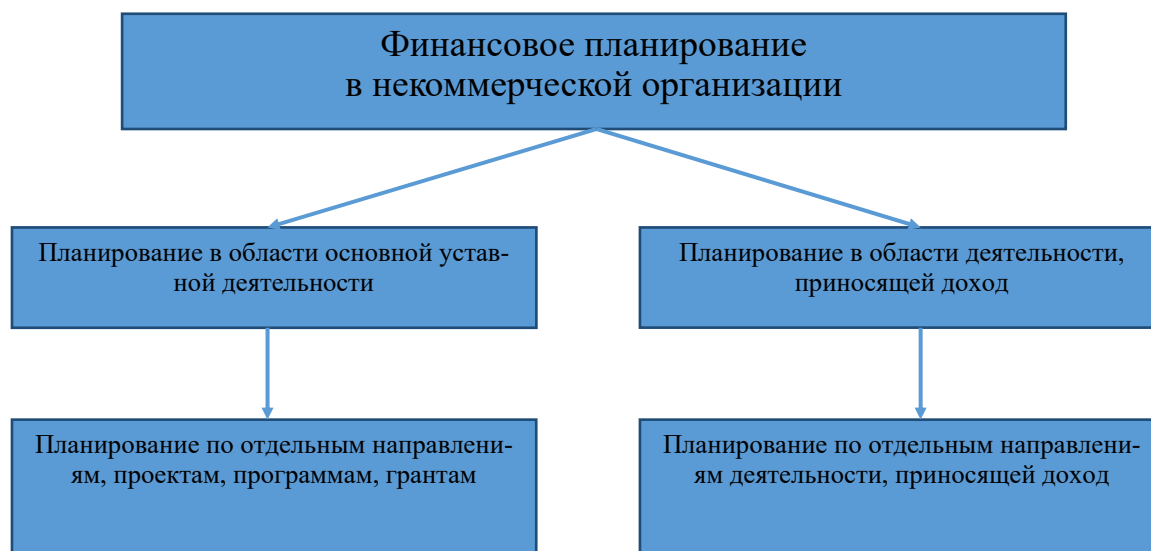 Финансовое планирование
в некоммерческой организации
Планирование в области основной устав-
ной деятельности
Планирование в области деятельности,
приносящей доход
Планирование по отдельным направлени-
ям, проектам, программам, грантам
Планирование по отдельным направлени-
ям деятельности, приносящей доход